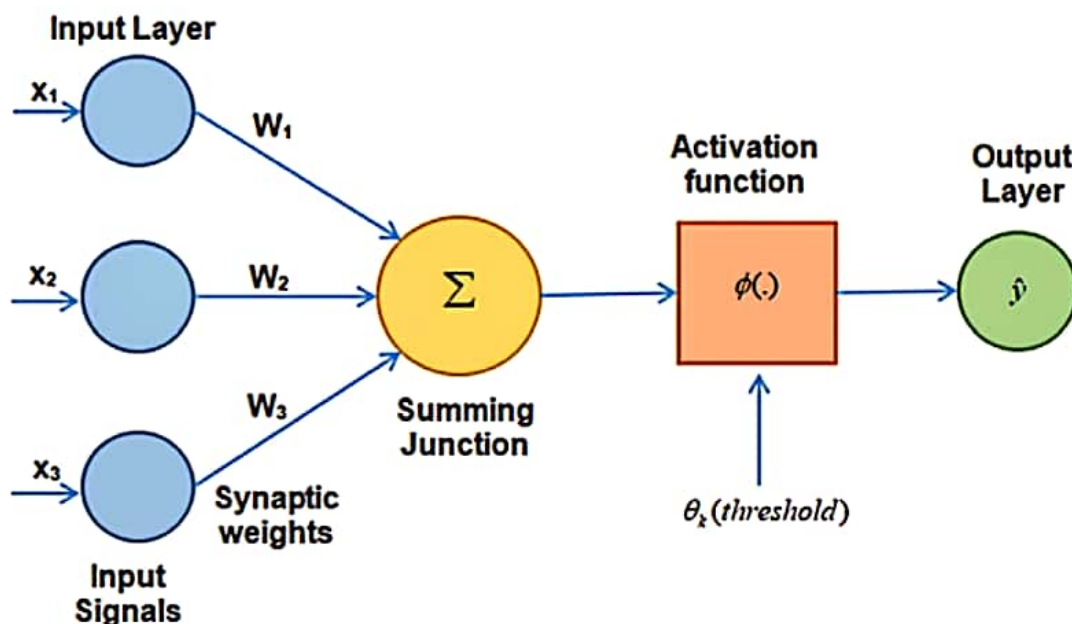 Input Layer
x₁
W₁
Activation
function
Output
Layer
x₂
W₂
Σ
ϕ(.)
ŷ
W₃
Summing
Junction
x₃
Synaptic
weights
θₖ(threshold)
Input
Signals